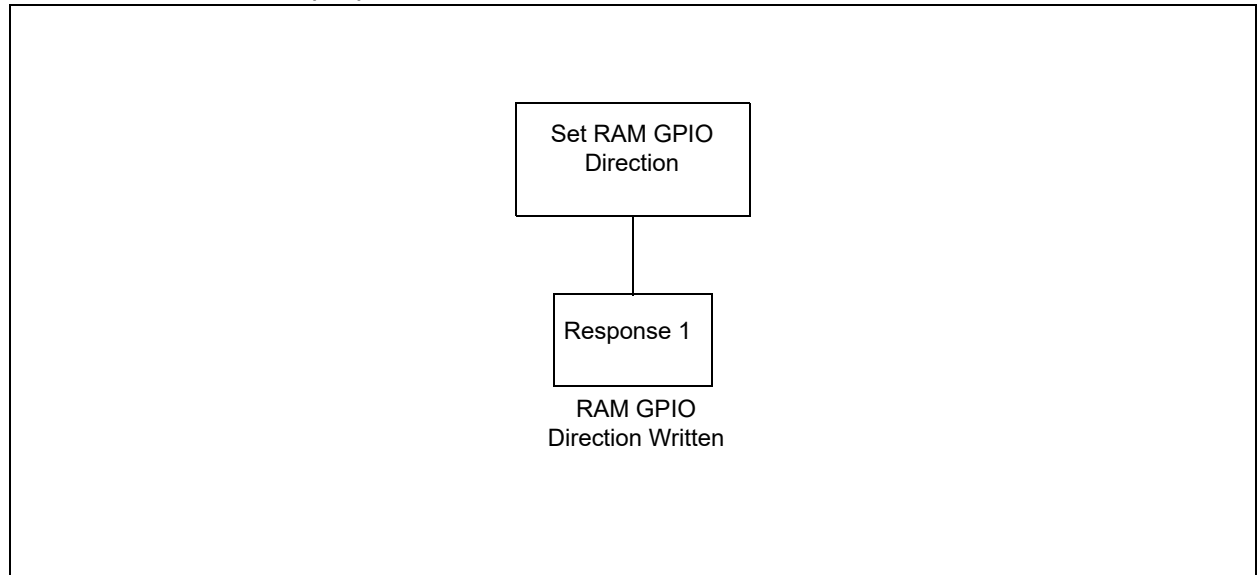 Set RAM GPIO
Direction
Response 1
RAM GPIO
Direction Written